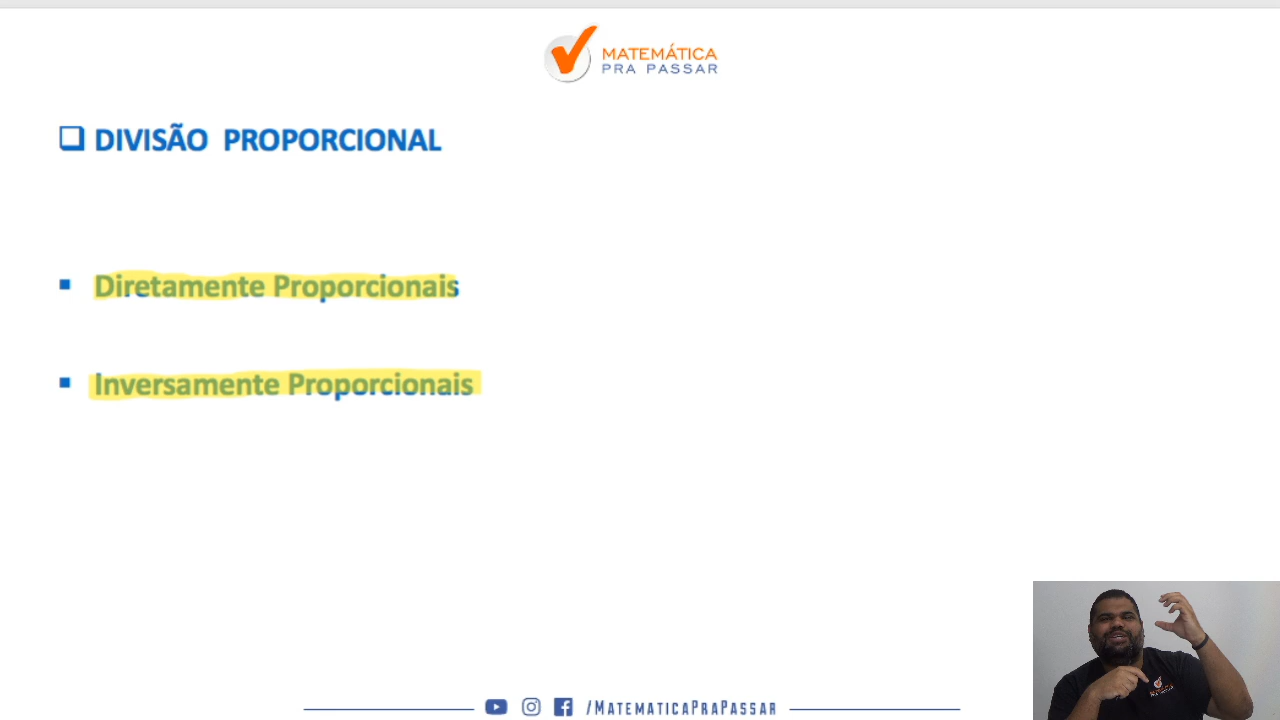 MATEMÁTICA
PRA PASSAR
DIVISÃO PROPORCIONAL
Diretamente Proporcionais
Inversamente Proporcionais
/MATEMATICAPRAPASSAR